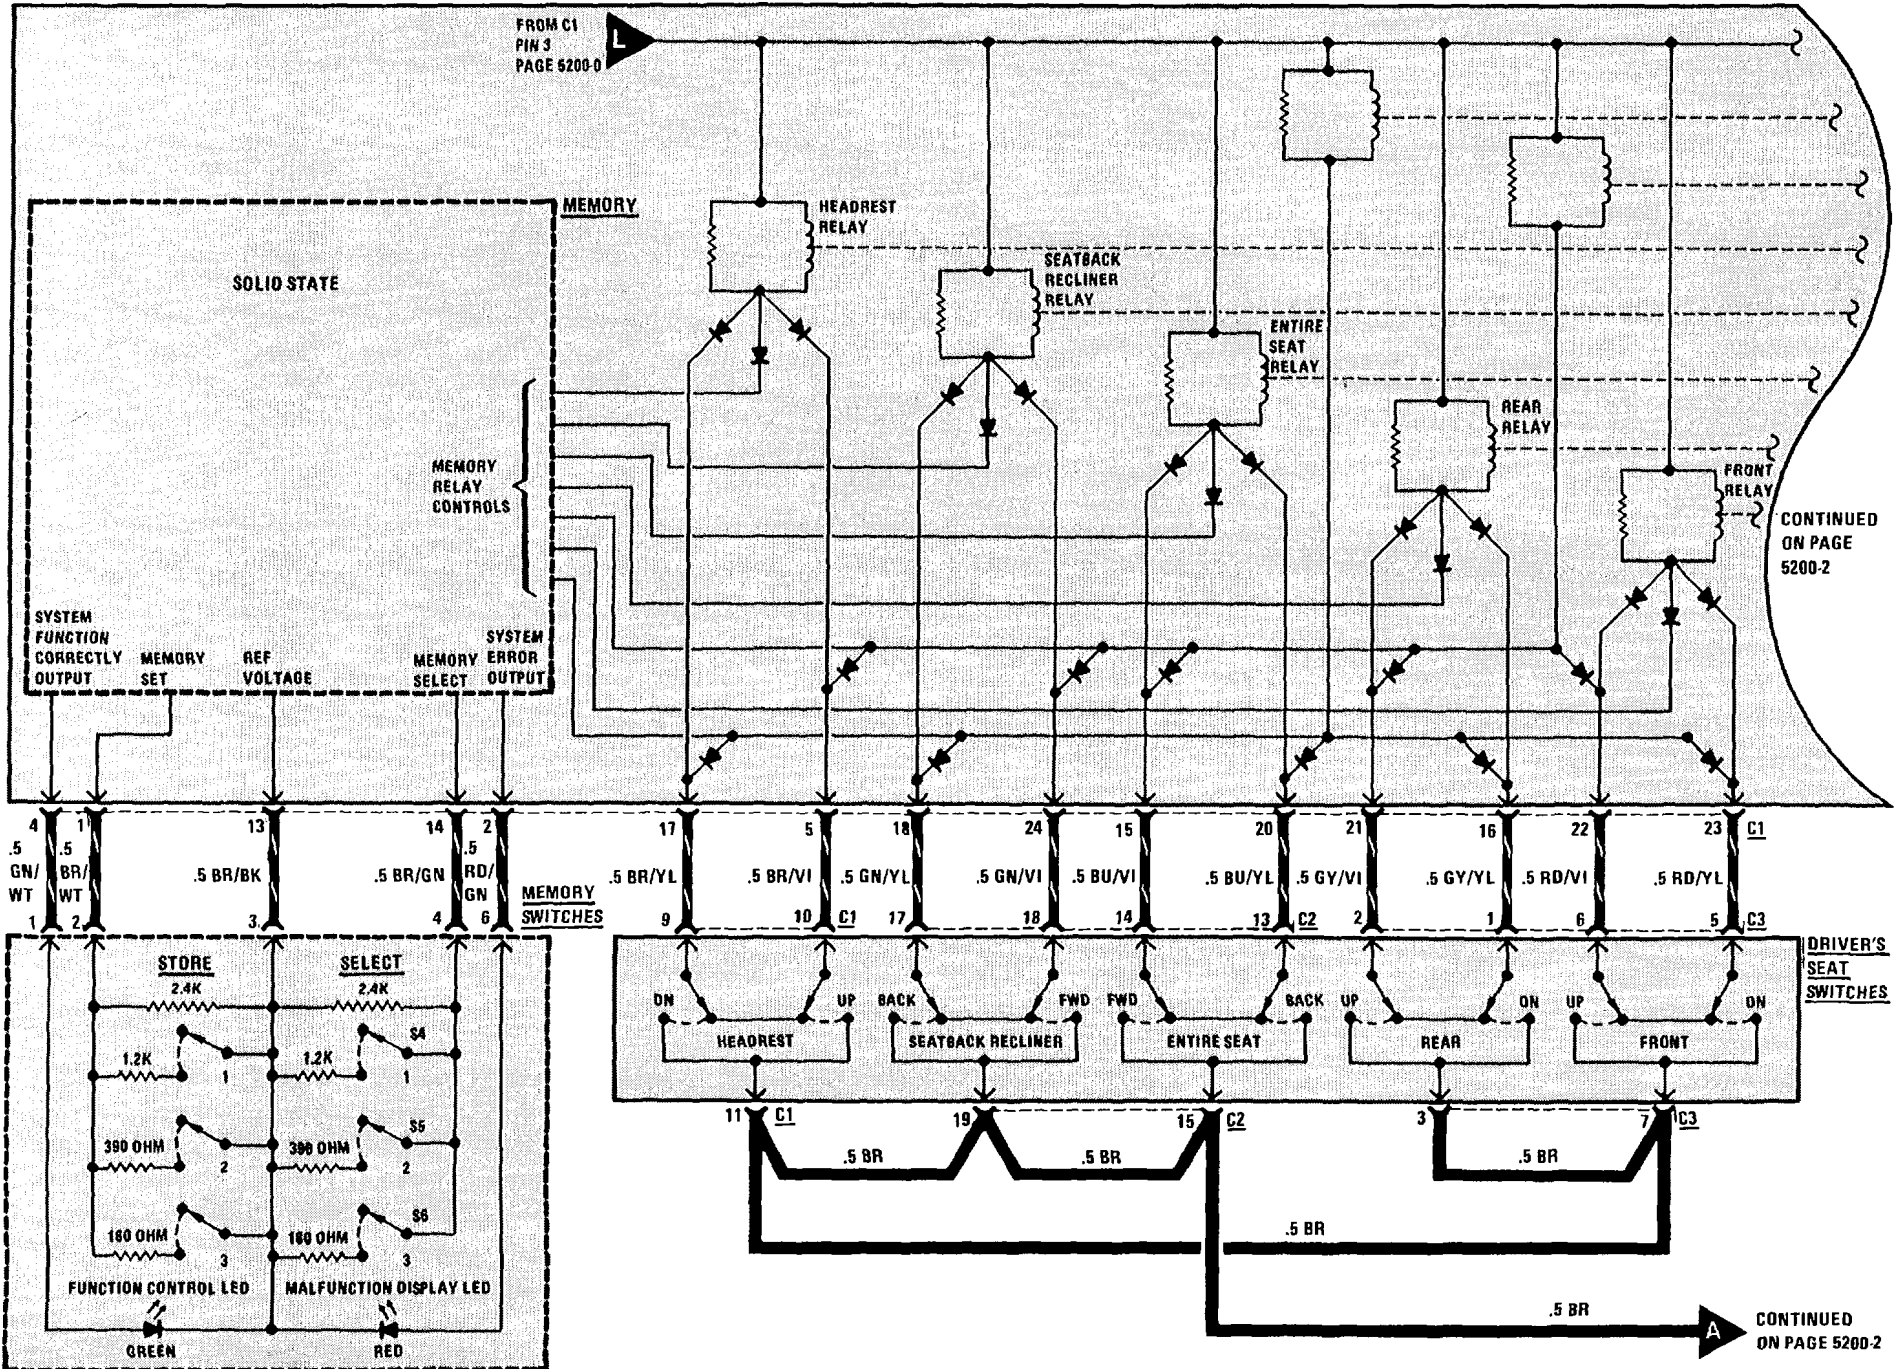 FROM C1
PIN 3
PAGE 5200-0
L
MEMORY
SOLID STATE
HEADREST
RELAY
SEATBACK
RECLINER
RELAY
ENTIRE
SEAT
RELAY
REAR
RELAY
FRONT
RELAY
CONTINUED
ON PAGE
5200-2
MEMORY
RELAY
CONTROLS
SYSTEM
FUNCTION
CORRECTLY
OUTPUT
MEMORY
SET
REF
VOLTAGE
MEMORY
SELECT
SYSTEM
ERROR
OUTPUT
4 1 13 14 2 17 5 18 24 15 20 21 16 22 23 C1
.5
GN/
WT
.5
BR/
WT
.5 BR/BK
.5 BR/GN
.5
RD/
GN
.5 BR/YL
.5 BR/VI
.5 GN/YL
.5 GN/VI
.5 BU/VI
.5 BU/YL
.5 GY/VI
.5 GY/YL
.5 RD/VI
.5 RD/YL
MEMORY
SWITCHES
1 2 3 4 6 9 10 C1 17 18 14 13 C2 2 1 6 5 C3
DRIVER'S
SEAT
SWITCHES
STORE
SELECT
2.4K
2.4K
S4
1.2K
1
1.2K
1
S5
390 OHM
2
390 OHM
2
S6
180 OHM
3
180 OHM
3
FUNCTION CONTROL LED
MALFUNCTION DISPLAY LED
GREEN
RED
DN
UP
BACK
FWD
FWD
BACK
UP
DN
UP
DN
HEADREST
SEATBACK RECLINER
ENTIRE SEAT
REAR
FRONT
11 C1 19 15 C2 3 7 C3
.5 BR
.5 BR
.5 BR
.5 BR
.5 BR
A
CONTINUED
ON PAGE 5200-2